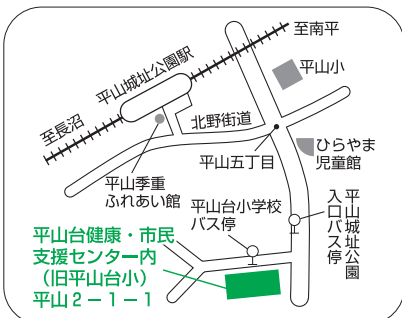 至南平
平山城址公園駅
平山小
至長沼
北野街道
平山五丁目
ひらやま
児童館
平山季重
ふれあい館
平山台小学校
バス停
平山城址公園
入口バス停
平山台健康・市民
支援センター内
（旧平山台小）
平山２－１－１